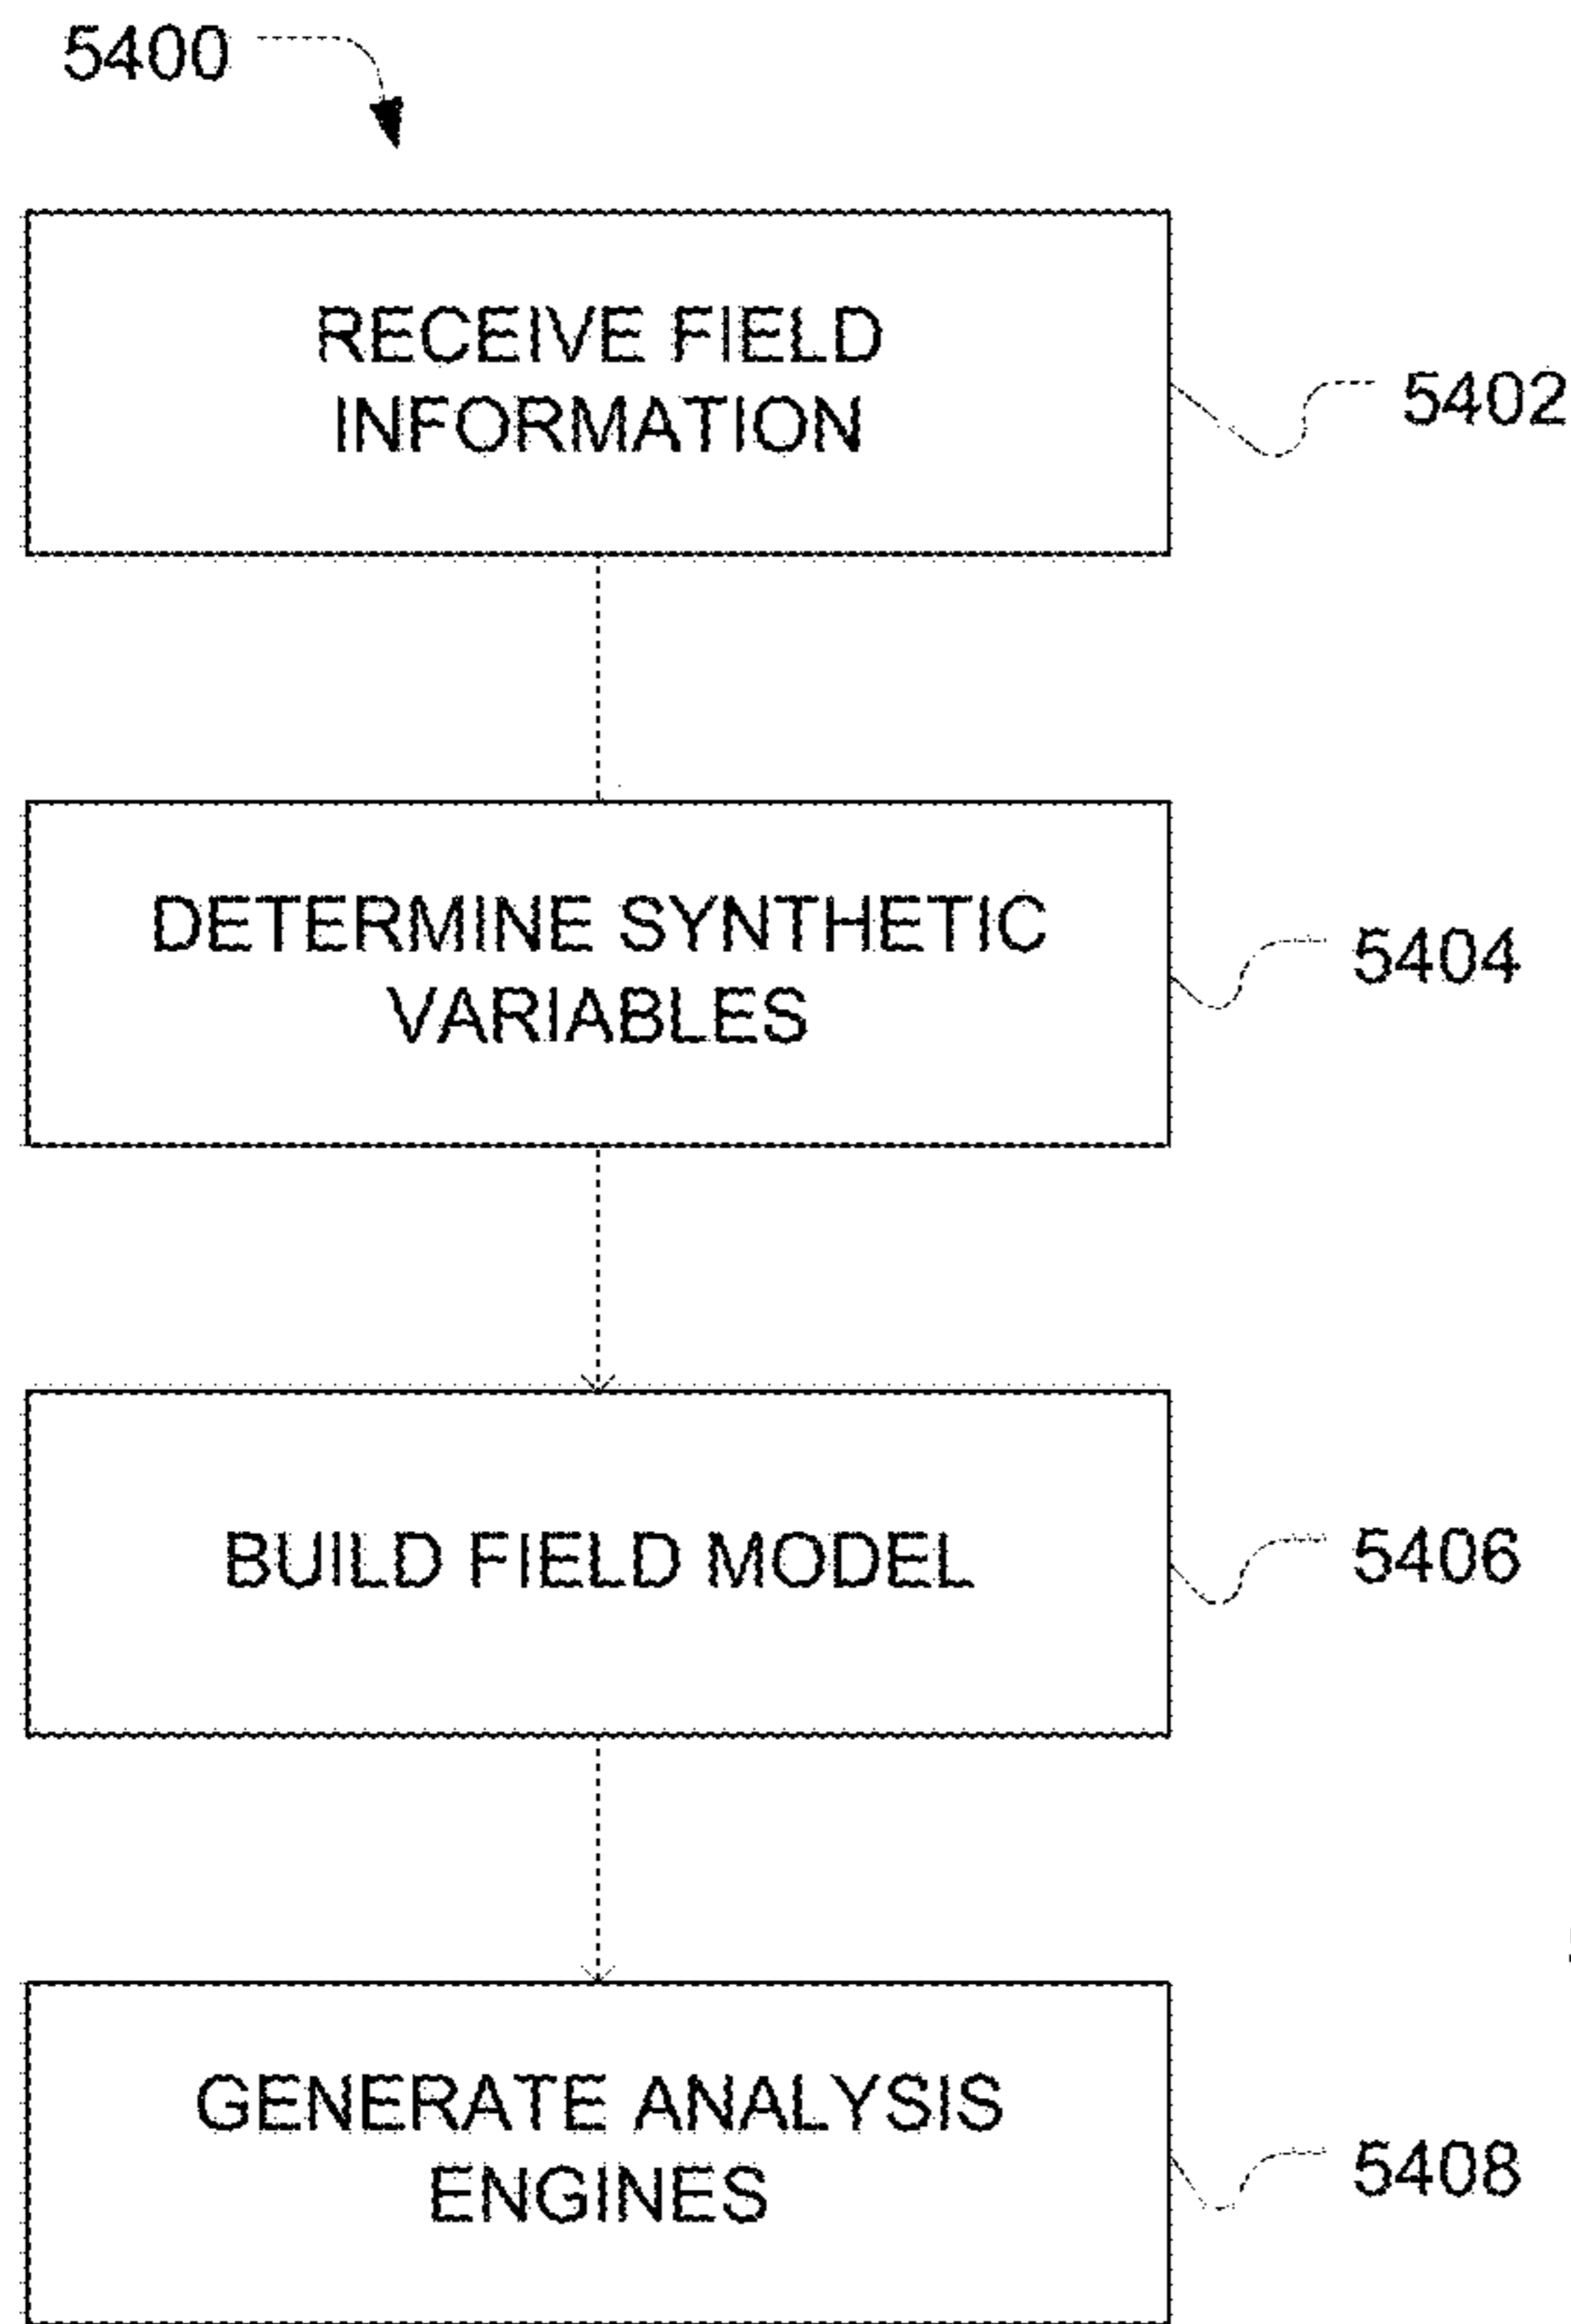 5400
RECEIVE FIELD
INFORMATION
5402
DETERMINE SYNTHETIC
VARIABLES
5404
BUILD FIELD MODEL
5406
GENERATE ANALYSIS
ENGINES
5408